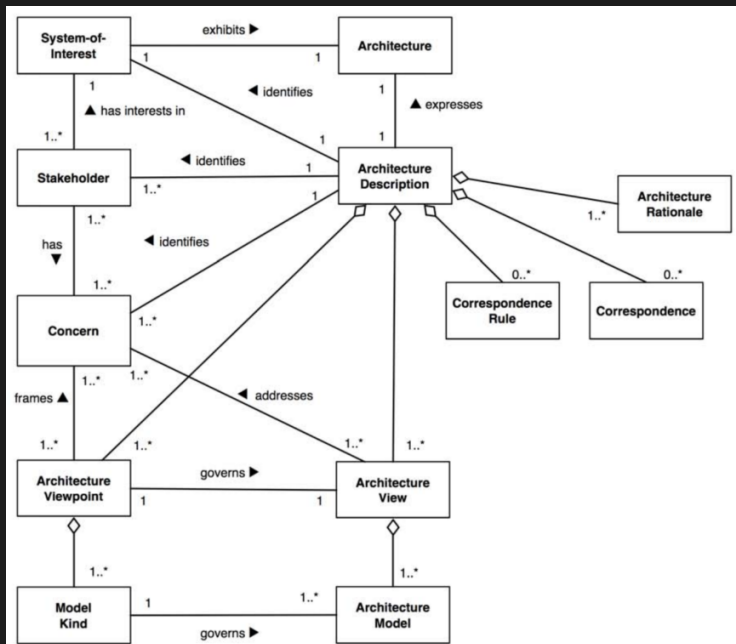 exhibits ►
System-of-
Interest
1
1
Architecture
1
◄ identifies
1
▲ expresses
▲ has interests in
1..*
1
1
Stakeholder
◄ identifies
1
1..*
Architecture
Description
1
1..*
Architecture
Rationale
1..*
has
▼
◄ identifies
1..*
1..*
0..*
0..*
Concern
Correspondence
Rule
Correspondence
1..*
1..*
frames ▲
◄ addresses
1..*
1..*
1..*
1..*
Architecture
Viewpoint
governs ►
1
1
Architecture
View
1..*
1..*
Model
Kind
1
1..*
governs ►
Architecture
Model